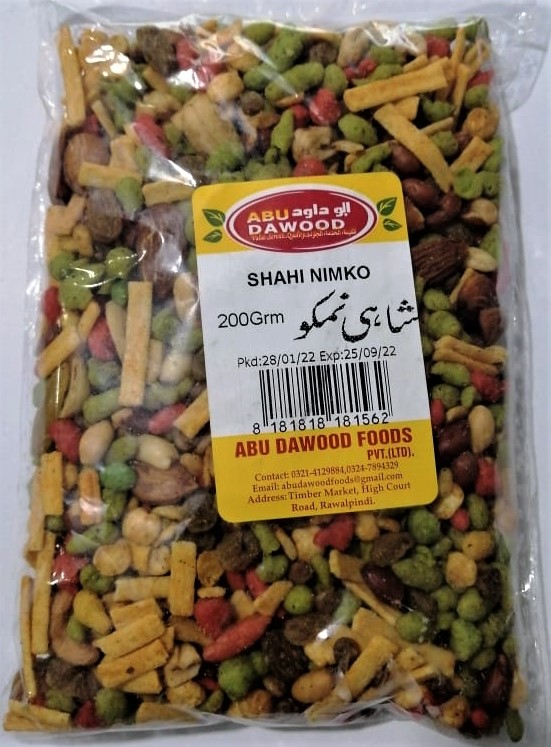 ABU ابو داود
DAWOOD
SHAHI NIMKO
200Grm شاہی نمکو
Pkd:28/01/22 Exp:25/09/22
8 181818 181562
ABU DAWOOD FOODS
PVT.(LTD).
Contact: 0321-4129884,0324-7894329
Email: abudawoodfoods@gmail.com
Address:Timber Market, High Court
Road, Rawalpindi.